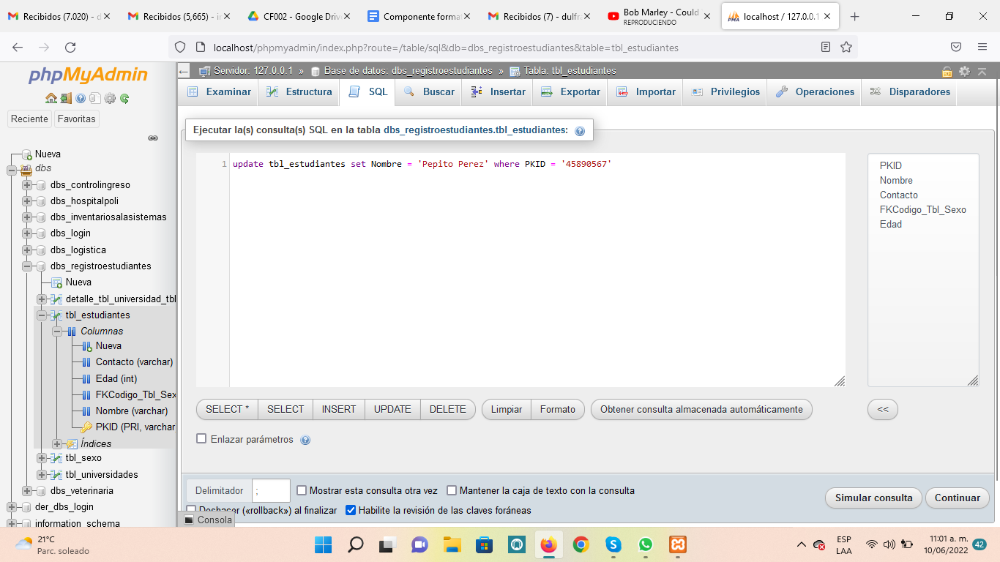 Recibidos (7.020) - d
Recibidos (5,665) - i
CF002 - Google Driv
Componente forma
Recibidos (7) - dulfra
Bob Marley - Could
REPRODUCIENDO
localhost / 127.0.0.1
localhost/phpmyadmin/index.php?route=/table/sql&db=dbs_registroestudiantes&table=tbl_estudiantes
phpMyAdmin
Reciente
Favoritas
Nueva
dbs
dbs_controlingreso
dbs_hospitalpoli
dbs_inventariosalasistemas
dbs_login
dbs_logistica
dbs_registroestudiantes
Nueva
detalle_tbl_universidad_tbl
tbl_estudiantes
Columnas
Nueva
Contacto (varchar)
Edad (int)
FKCodigo_Tbl_Sex
Nombre (varchar)
PKID (PRI, varchar
Índices
tbl_sexo
tbl_universidades
dbs_veterinaria
der_dbs_login
information_schema
Servidor: 127.0.0.1 » Base de datos: dbs_registroestudiantes » Tabla: tbl_estudiantes
Examinar
Estructura
SQL
Buscar
Insertar
Exportar
Importar
Privilegios
Operaciones
Disparadores
Ejecutar la(s) consulta(s) SQL en la tabla dbs_registroestudiantes.tbl_estudiantes:
1 update tbl_estudiantes set Nombre = 'Pepito Perez' where PKID = '45890567'
PKID
Nombre
Contacto
FKCodigo_Tbl_Sexo
Edad
SELECT *
SELECT
INSERT
UPDATE
DELETE
Limpiar
Formato
Obtener consulta almacenada automáticamente
<<
Enlazar parámetros
Delimitador ;
Mostrar esta consulta otra vez
Mantener la caja de texto con la consulta
Deshacer («rollback») al finalizar
Habilite la revisión de las claves foráneas
Simular consulta
Continuar
Consola
21°C
Parc. soleado
ESP
LAA
11:01 a. m.
10/06/2022
42